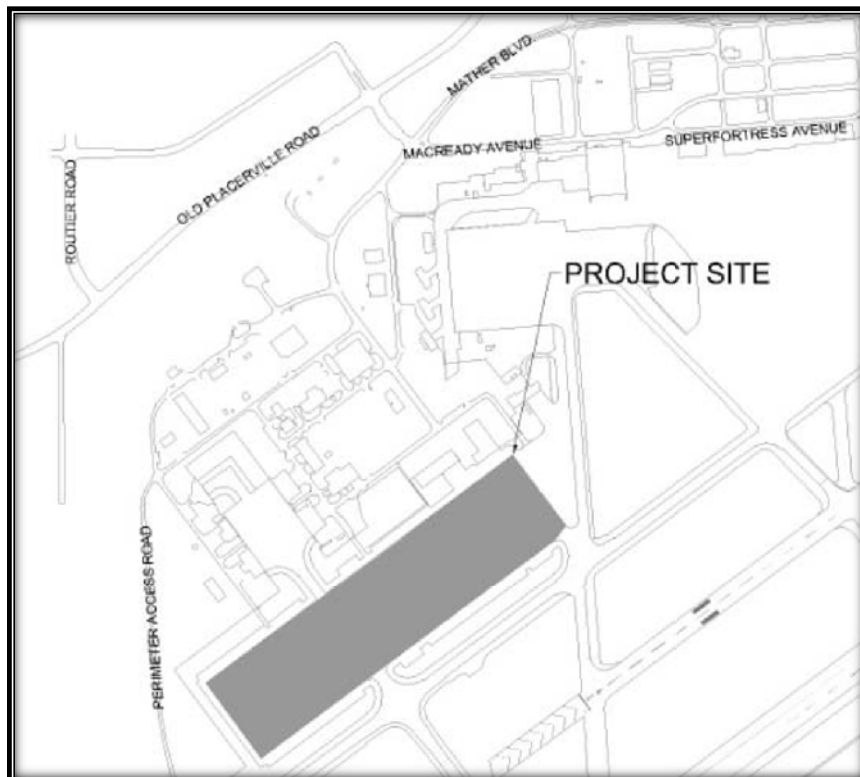 MATHER BLVD.
OLD PLACERVILLE ROAD
MACREADY AVENUE
SUPERFORTRESS AVENUE
ROUTIER ROAD
PROJECT SITE
PERIMETER ACCESS ROAD